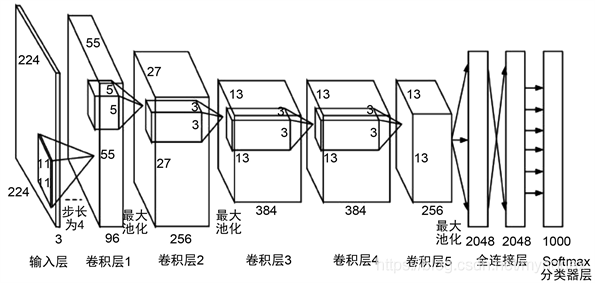 224
224
11
11
3
步长
为4
输入层
55
5
5
55
96
卷积层1
最大
池化
27
3
3
27
256
卷积层2
最大
池化
13
3
3
13
384
卷积层3
13
3
3
13
384
卷积层4
13
13
256
卷积层5
最大
池化
2048
2048
全连接层
1000
Softmax
分类器层